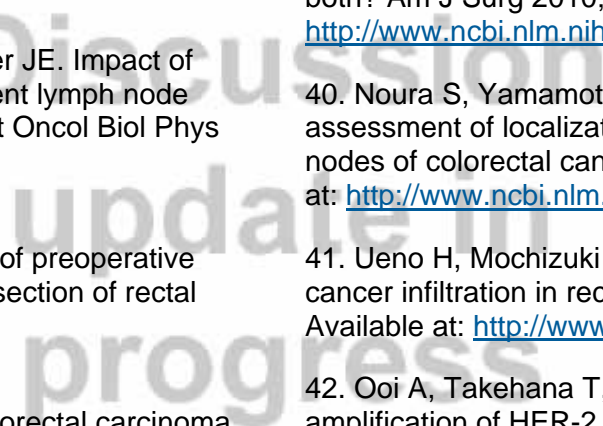 er JE. Impact of
ent lymph node
t Oncol Biol Phys
of preoperative
section of rectal
orectal carcinoma
both? Am J Surg 2010;
http://www.ncbi.nlm.nih
40. Noura S, Yamamot
assessment of localizat
nodes of colorectal can
at: http://www.ncbi.nlm.
41. Ueno H, Mochizuki
cancer infiltration in rec
Available at: http://www
42. Ooi A, Takehana T,
amplification of HER-2
Discussion
update in
progress